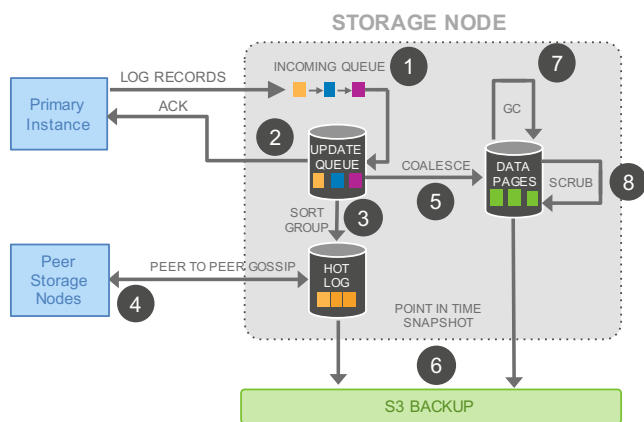 STORAGE NODE
INCOMING QUEUE
1
7
LOG RECORDS
Primary
Instance
ACK
GC
2
UPDATE
QUEUE
COALESCE
5
DATA
PAGES
SCRUB
8
SORT
GROUP
3
Peer
Storage
Nodes
PEER TO PEER GOSSIP
4
HOT
LOG
POINT IN TIME
SNAPSHOT
6
S3 BACKUP